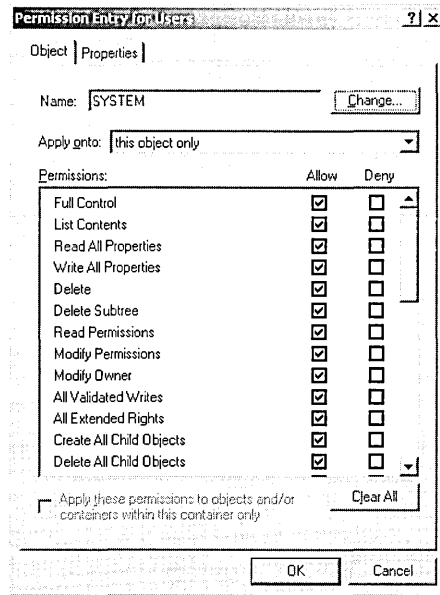 Permission Entry for Users ? ×
Object Properties
Name: SYSTEM Change...
Apply onto: this object only
Permissions: Allow Deny
Full Control
List Contents
Read All Properties
Write All Properties
Delete
Delete Subtree
Read Permissions
Modify Permissions
Modify Owner
All Validated Writes
All Extended Rights
Create All Child Objects
Delete All Child Objects
Apply these permissions to objects and/or
containers within this container only
Clear All
OK Cancel